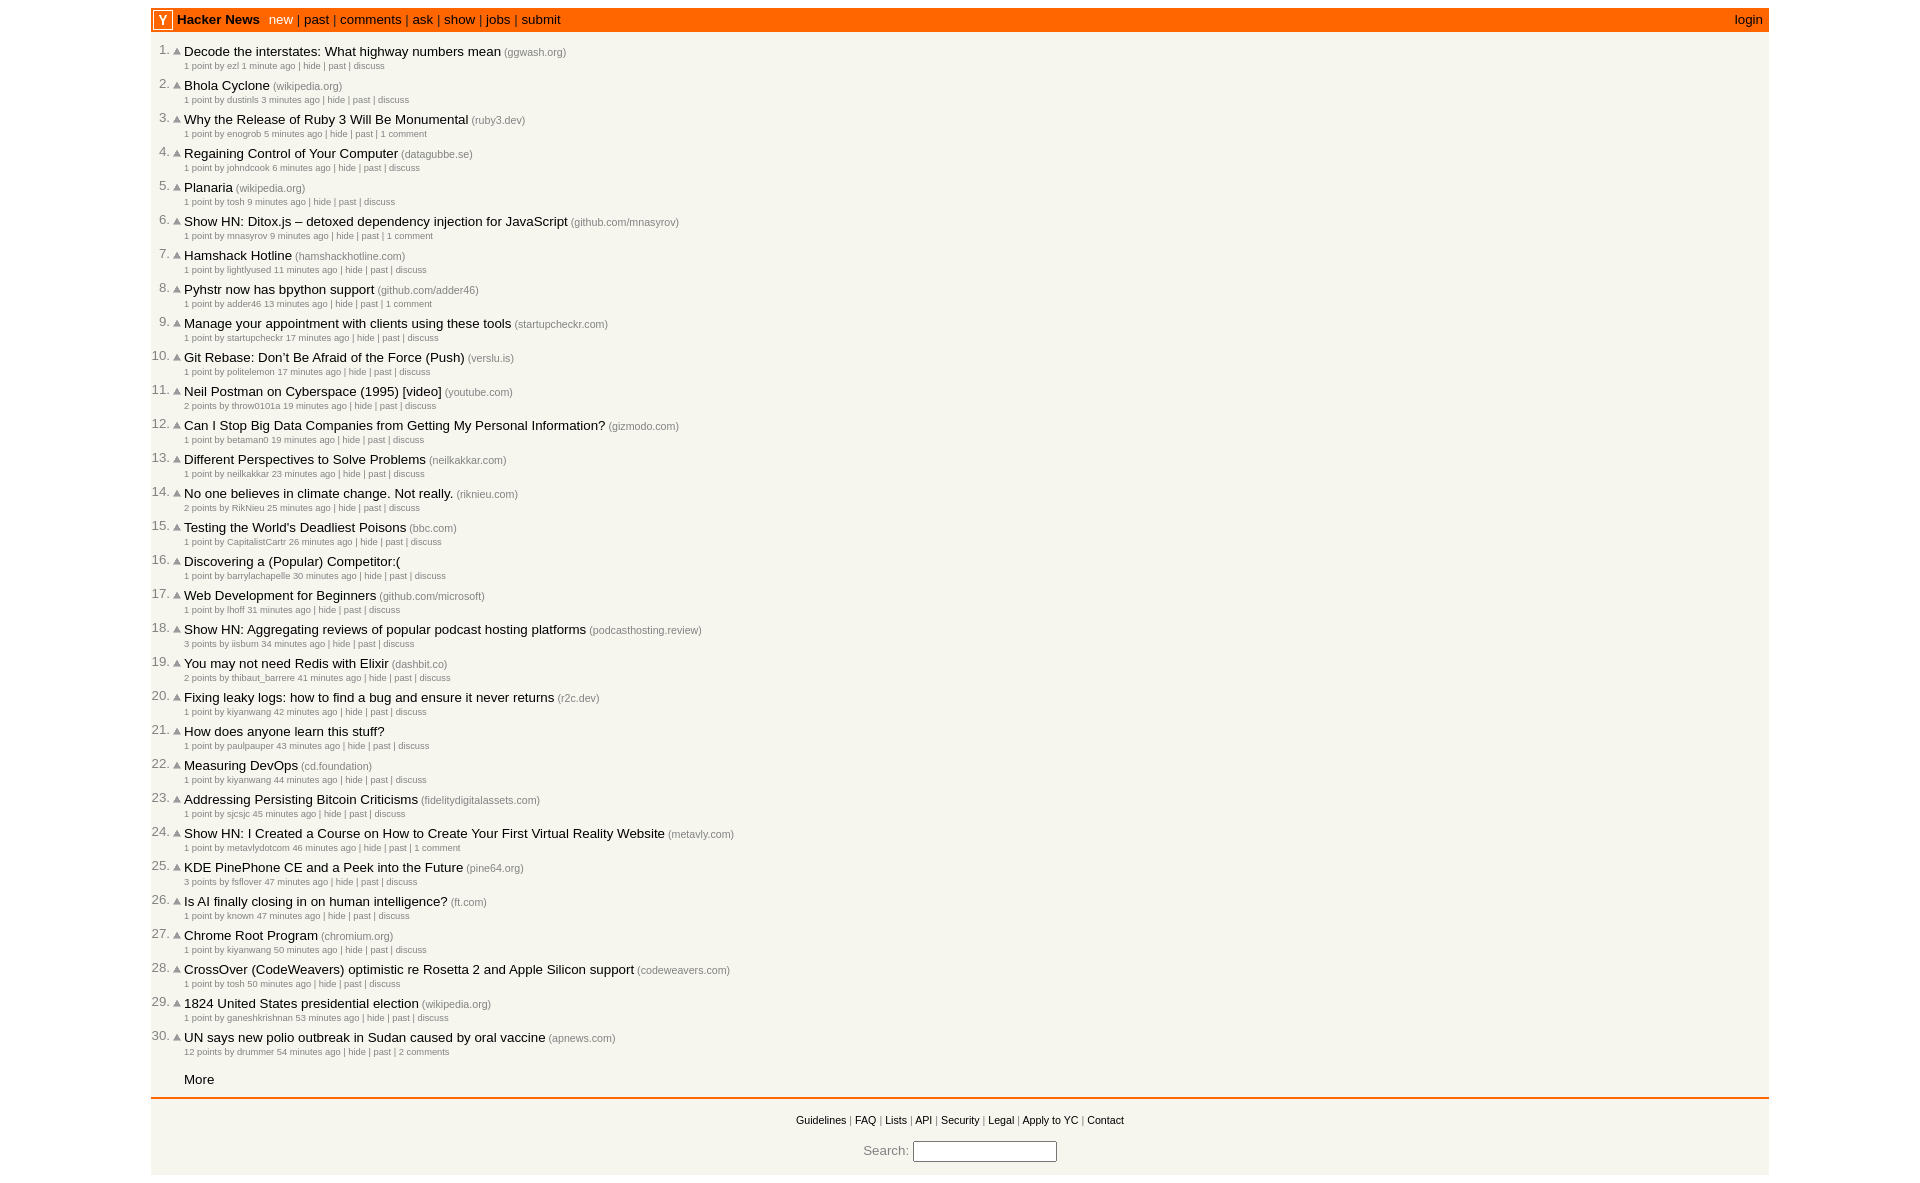 Y Hacker News new | past | comments | ask | show | jobs | submit login
1. Decode the interstates: What highway numbers mean (ggwash.org)
1 point by ezl 1 minute ago | hide | past | discuss
2. Bhola Cyclone (wikipedia.org)
1 point by dustinls 3 minutes ago | hide | past | discuss
3. Why the Release of Ruby 3 Will Be Monumental (ruby3.dev)
1 point by enogrob 5 minutes ago | hide | past | 1 comment
4. Regaining Control of Your Computer (datagubbe.se)
1 point by johndcook 6 minutes ago | hide | past | discuss
5. Planaria (wikipedia.org)
1 point by tosh 9 minutes ago | hide | past | discuss
6. Show HN: Ditox.js – detoxed dependency injection for JavaScript (github.com/mnasyrov)
1 point by mnasyrov 9 minutes ago | hide | past | 1 comment
7. Hamshack Hotline (hamshackhotline.com)
1 point by lightlyused 11 minutes ago | hide | past | discuss
8. Pyhstr now has bpython support (github.com/adder46)
1 point by adder46 13 minutes ago | hide | past | 1 comment
9. Manage your appointment with clients using these tools (startupcheckr.com)
1 point by startupcheckr 17 minutes ago | hide | past | discuss
10. Git Rebase: Don’t Be Afraid of the Force (Push) (verslu.is)
1 point by politelemon 17 minutes ago | hide | past | discuss
11. Neil Postman on Cyberspace (1995) [video] (youtube.com)
2 points by throw0101a 19 minutes ago | hide | past | discuss
12. Can I Stop Big Data Companies from Getting My Personal Information? (gizmodo.com)
1 point by betaman0 19 minutes ago | hide | past | discuss
13. Different Perspectives to Solve Problems (neilkakkar.com)
1 point by neilkakkar 23 minutes ago | hide | past | discuss
14. No one believes in climate change. Not really. (riknieu.com)
2 points by RikNieu 25 minutes ago | hide | past | discuss
15. Testing the World's Deadliest Poisons (bbc.com)
1 point by CapitalistCartr 26 minutes ago | hide | past | discuss
16. Discovering a (Popular) Competitor:(
1 point by barrylachapelle 30 minutes ago | hide | past | discuss
17. Web Development for Beginners (github.com/microsoft)
1 point by lhoff 31 minutes ago | hide | past | discuss
18. Show HN: Aggregating reviews of popular podcast hosting platforms (podcasthosting.review)
3 points by iisbum 34 minutes ago | hide | past | discuss
19. You may not need Redis with Elixir (dashbit.co)
2 points by thibaut_barrere 41 minutes ago | hide | past | discuss
20. Fixing leaky logs: how to find a bug and ensure it never returns (r2c.dev)
1 point by kiyanwang 42 minutes ago | hide | past | discuss
21. How does anyone learn this stuff?
1 point by paulpauper 43 minutes ago | hide | past | discuss
22. Measuring DevOps (cd.foundation)
1 point by kiyanwang 44 minutes ago | hide | past | discuss
23. Addressing Persisting Bitcoin Criticisms (fidelitydigitalassets.com)
1 point by sjcsjc 45 minutes ago | hide | past | discuss
24. Show HN: I Created a Course on How to Create Your First Virtual Reality Website (metavly.com)
1 point by metavlydotcom 46 minutes ago | hide | past | 1 comment
25. KDE PinePhone CE and a Peek into the Future (pine64.org)
3 points by fsflover 47 minutes ago | hide | past | discuss
26. Is AI finally closing in on human intelligence? (ft.com)
1 point by known 47 minutes ago | hide | past | discuss
27. Chrome Root Program (chromium.org)
1 point by kiyanwang 50 minutes ago | hide | past | discuss
28. CrossOver (CodeWeavers) optimistic re Rosetta 2 and Apple Silicon support (codeweavers.com)
1 point by tosh 50 minutes ago | hide | past | discuss
29. 1824 United States presidential election (wikipedia.org)
1 point by ganeshkrishnan 53 minutes ago | hide | past | discuss
30. UN says new polio outbreak in Sudan caused by oral vaccine (apnews.com)
12 points by drummer 54 minutes ago | hide | past | 2 comments
More
Guidelines | FAQ | Lists | API | Security | Legal | Apply to YC | Contact
Search: